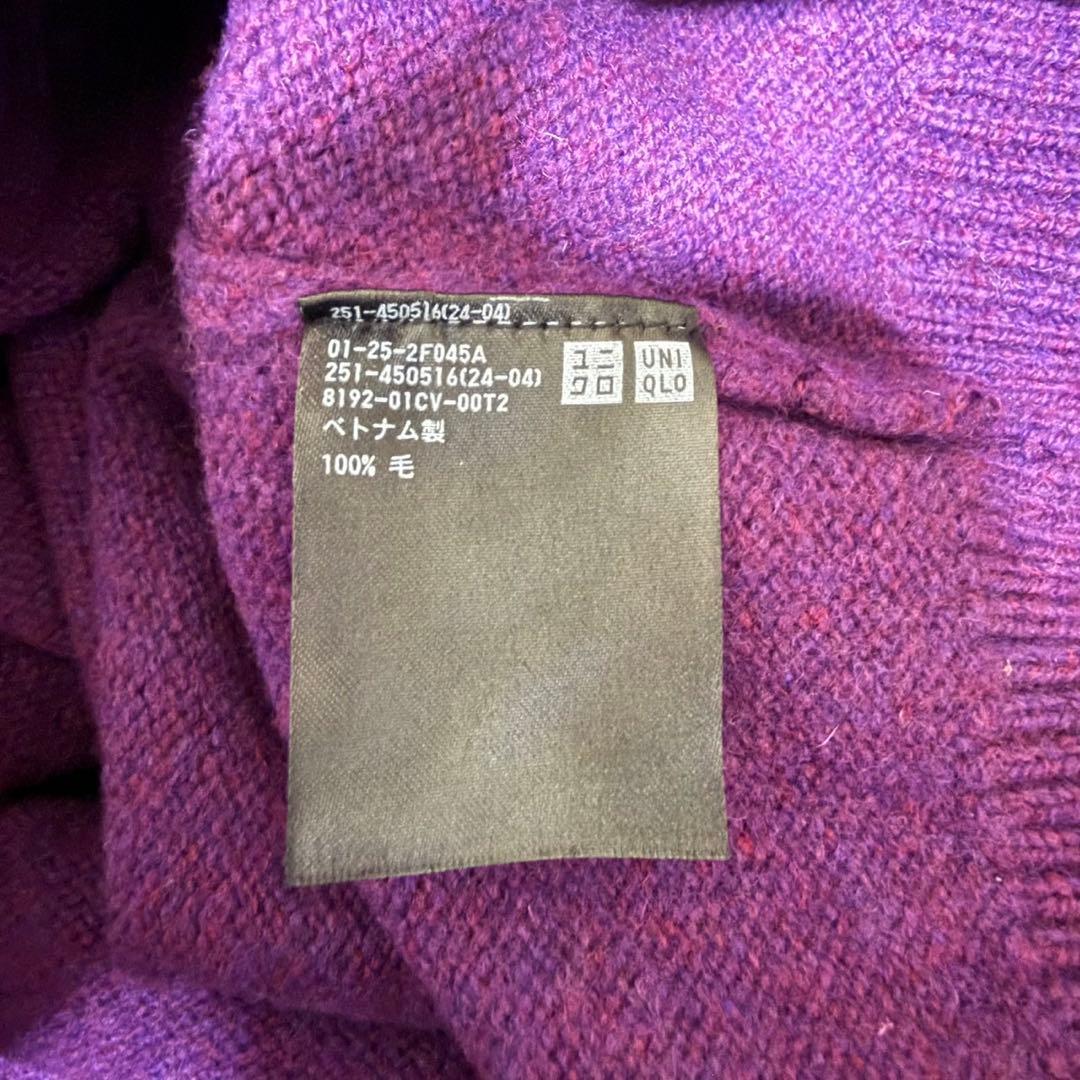 251-450516(24-04)
01-25-2F045A
251-450516(24-04)
8192-01CV-00T2
ベトナム製
100% 毛
ユニ
クロ
UNI
QLO